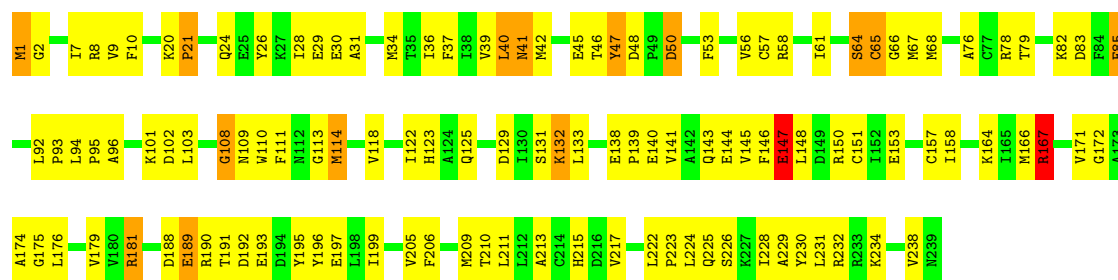 M1 G2 I7 R8 V9 F10 K20 P21 Q24 E25 Y26 K27 I28 E29 E30 A31 M34 T35 I36 F37 I38 V39 L40 N41 M42 E45 T46 Y47 D48 P49 D50 F53 V56 C57 R58 I61 S64 C65 G66 M67 M68 A76 C77 R78 T79 K82 D83 F84
L92 P93 L94 P95 A96 K101 D102 L103 G108 N109 W110 F111 N112 G113 M114 V118 I122 H123 A124 Q125 D129 I130 S131 K132 L133 E138 P139 E140 V141 A142 Q143 E144 V145 F146 E147 L148 D149 R150 C151 I152 E153 C157 I158 K164 I165 M166 R167 V171 G172
A174 G175 L176 V179 V180 R181 D188 E189 R190 T191 D192 E193 D194 Y195 Y196 E197 L198 I199 V205 F206 M209 T210 L211 L212 A213 C214 H215 D216 V217 L222 P223 L224 Q225 S226 K227 I228 A229 Y230 L231 R232 R233 K234 V238 N239